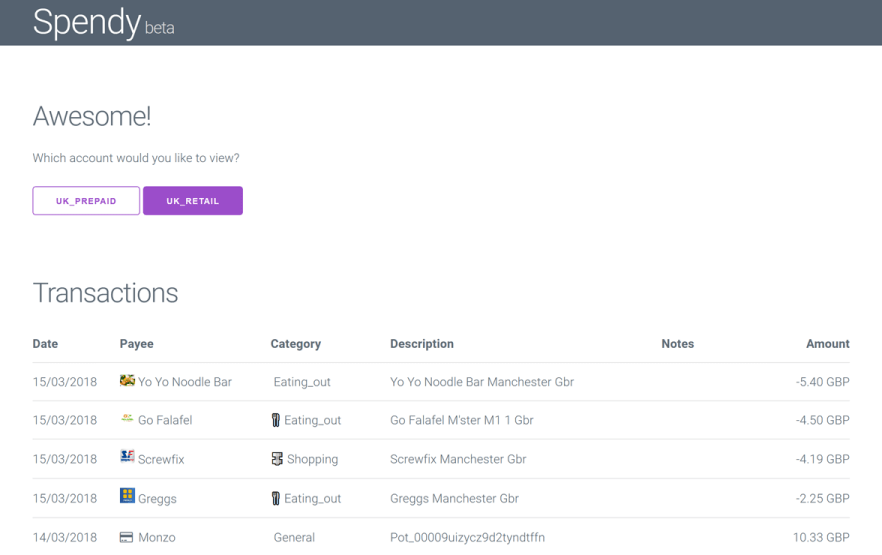 Spendy beta
Awesome!
Which account would you like to view?
UK_PREPAID UK_RETAIL
Transactions
Date Payee Category Description Notes Amount
15/03/2018 Yo Yo Noodle Bar Eating_out Yo Yo Noodle Bar Manchester Gbr -5.40 GBP
15/03/2018 Go Falafel Eating_out Go Falafel M'ster M1 1 Gbr -4.50 GBP
15/03/2018 Screwfix Shopping Screwfix Manchester Gbr -4.19 GBP
15/03/2018 Greggs Eating_out Greggs Manchester Gbr -2.25 GBP
14/03/2018 Monzo General Pot_00009uizycz9d2tyndtffn 10.33 GBP